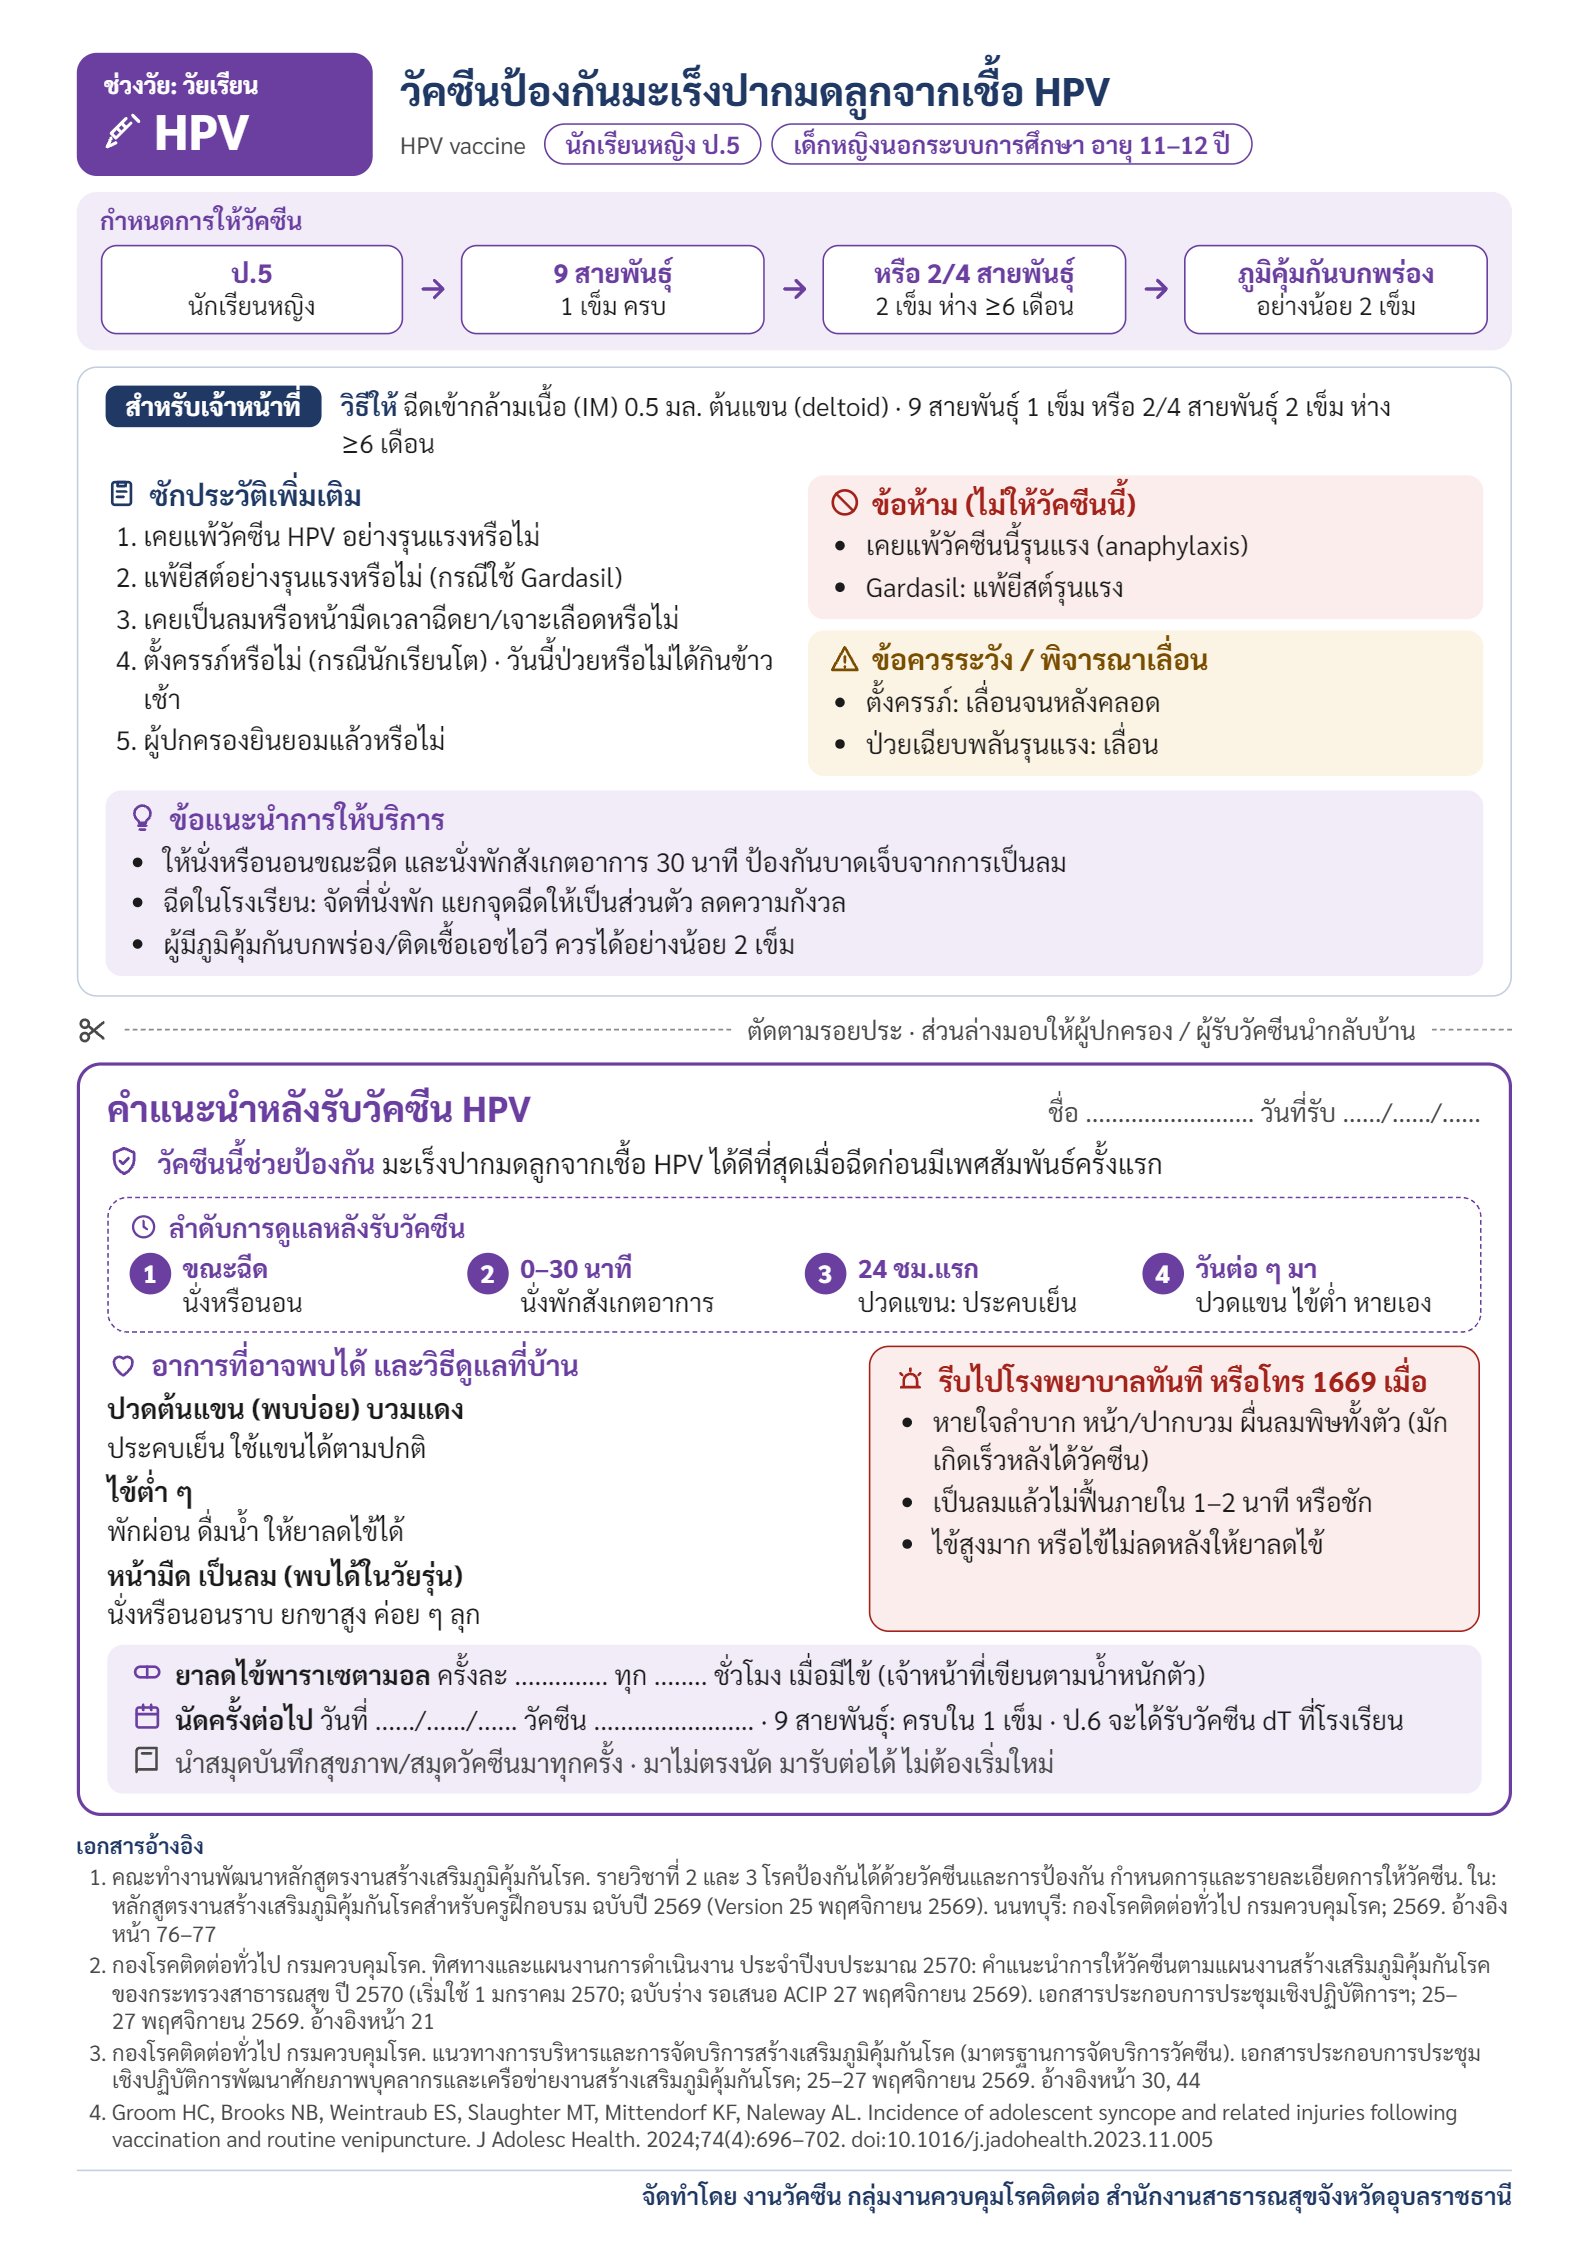 ช่วงวัย: วัยเรียน
HPV
วัคซีนป้องกันมะเร็งปากมดลูกจากเชื้อ HPV
HPV vaccine นักเรียนหญิง ป.5 เด็กหญิงนอกระบบการศึกษา อายุ 11–12 ปี
กำหนดการให้วัคซีน
ป.5
นักเรียนหญิง
→
9 สายพันธุ์
1 เข็ม ครบ
→
หรือ 2/4 สายพันธุ์
2 เข็ม ห่าง ≥6 เดือน
→
ภูมิคุ้มกันบกพร่อง
อย่างน้อย 2 เข็ม
สำหรับเจ้าหน้าที่
วิธีให้ ฉีดเข้ากล้ามเนื้อ (IM) 0.5 มล. ต้นแขน (deltoid) · 9 สายพันธุ์ 1 เข็ม หรือ 2/4 สายพันธุ์ 2 เข็ม ห่าง
≥6 เดือน
ซักประวัติเพิ่มเติม
1. เคยแพ้วัคซีน HPV อย่างรุนแรงหรือไม่
2. แพ้ยีสต์อย่างรุนแรงหรือไม่ (กรณีใช้ Gardasil)
3. เคยเป็นลมหรือหน้ามืดเวลาฉีดยา/เจาะเลือดหรือไม่
4. ตั้งครรภ์หรือไม่ (กรณีนักเรียนโต) · วันนี้ป่วยหรือไม่ได้กินข้าว
เช้า
5. ผู้ปกครองยินยอมแล้วหรือไม่
ข้อห้าม (ไม่ให้วัคซีนนี้)
• เคยแพ้วัคซีนนี้รุนแรง (anaphylaxis)
• Gardasil: แพ้ยีสต์รุนแรง
ข้อควรระวัง / พิจารณาเลื่อน
• ตั้งครรภ์: เลื่อนจนหลังคลอด
• ป่วยเฉียบพลันรุนแรง: เลื่อน
ข้อแนะนำการให้บริการ
• ให้นั่งหรือนอนขณะฉีด และนั่งพักสังเกตอาการ 30 นาที ป้องกันบาดเจ็บจากการเป็นลม
• ฉีดในโรงเรียน: จัดที่นั่งพัก แยกจุดฉีดให้เป็นส่วนตัว ลดความกังวล
• ผู้มีภูมิคุ้มกันบกพร่อง/ติดเชื้อเอชไอวี ควรได้อย่างน้อย 2 เข็ม
ตัดตามรอยประ · ส่วนล่างมอบให้ผู้ปกครอง / ผู้รับวัคซีนนำกลับบ้าน
คำแนะนำหลังรับวัคซีน HPV
ชื่อ .......................... วันที่รับ ....../....../......
วัคซีนนี้ช่วยป้องกัน มะเร็งปากมดลูกจากเชื้อ HPV ได้ดีที่สุดเมื่อฉีดก่อนมีเพศสัมพันธ์ครั้งแรก
ลำดับการดูแลหลังรับวัคซีน
1 ขณะฉีด
นั่งหรือนอน
2 0–30 นาที
นั่งพักสังเกตอาการ
3 24 ชม.แรก
ปวดแขน: ประคบเย็น
4 วันต่อ ๆ มา
ปวดแขน ไข้ต่ำ หายเอง
อาการที่อาจพบได้ และวิธีดูแลที่บ้าน
ปวดต้นแขน (พบบ่อย) บวมแดง
ประคบเย็น ใช้แขนได้ตามปกติ
ไข้ต่ำ ๆ
พักผ่อน ดื่มน้ำ ให้ยาลดไข้ได้
หน้ามืด เป็นลม (พบได้ในวัยรุ่น)
นั่งหรือนอนราบ ยกขาสูง ค่อย ๆ ลุก
รีบไปโรงพยาบาลทันที หรือโทร 1669 เมื่อ
• หายใจลำบาก หน้า/ปากบวม ผื่นลมพิษทั้งตัว (มัก
เกิดเร็วหลังได้วัคซีน)
• เป็นลมแล้วไม่ฟื้นภายใน 1–2 นาที หรือชัก
• ไข้สูงมาก หรือไข้ไม่ลดหลังให้ยาลดไข้
ยาลดไข้พาราเซตามอล ครั้งละ .............. ทุก ........ ชั่วโมง เมื่อมีไข้ (เจ้าหน้าที่เขียนตามน้ำหนักตัว)
นัดครั้งต่อไป วันที่ ....../....../...... วัคซีน ......................... · 9 สายพันธุ์: ครบใน 1 เข็ม · ป.6 จะได้รับวัคซีน dT ที่โรงเรียน
นำสมุดบันทึกสุขภาพ/สมุดวัคซีนมาทุกครั้ง · มาไม่ตรงนัด มารับต่อได้ ไม่ต้องเริ่มใหม่
เอกสารอ้างอิง
1. คณะทำงานพัฒนาหลักสูตรงานสร้างเสริมภูมิคุ้มกันโรค. รายวิชาที่ 2 และ 3 โรคป้องกันได้ด้วยวัคซีนและการป้องกัน กำหนดการและรายละเอียดการให้วัคซีน. ใน:
หลักสูตรงานสร้างเสริมภูมิคุ้มกันโรคสำหรับครูฝึกอบรม ฉบับปี 2569 (Version 25 พฤศจิกายน 2569). นนทบุรี: กองโรคติดต่อทั่วไป กรมควบคุมโรค; 2569. อ้างอิง
หน้า 76–77
2. กองโรคติดต่อทั่วไป กรมควบคุมโรค. ทิศทางและแผนงานการดำเนินงาน ประจำปีงบประมาณ 2570: คำแนะนำการให้วัคซีนตามแผนงานสร้างเสริมภูมิคุ้มกันโรค
ของกระทรวงสาธารณสุข ปี 2570 (เริ่มใช้ 1 มกราคม 2570; ฉบับร่าง รอเสนอ ACIP 27 พฤศจิกายน 2569). เอกสารประกอบการประชุมเชิงปฏิบัติการฯ; 25–
27 พฤศจิกายน 2569. อ้างอิงหน้า 21
3. กองโรคติดต่อทั่วไป กรมควบคุมโรค. แนวทางการบริหารและการจัดบริการสร้างเสริมภูมิคุ้มกันโรค (มาตรฐานการจัดบริการวัคซีน). เอกสารประกอบการประชุม
เชิงปฏิบัติการพัฒนาศักยภาพบุคลากรและเครือข่ายงานสร้างเสริมภูมิคุ้มกันโรค; 25–27 พฤศจิกายน 2569. อ้างอิงหน้า 30, 44
4. Groom HC, Brooks NB, Weintraub ES, Slaughter MT, Mittendorf KF, Naleway AL. Incidence of adolescent syncope and related injuries following
vaccination and routine venipuncture. J Adolesc Health. 2024;74(4):696–702. doi:10.1016/j.jadohealth.2023.11.005
จัดทำโดย งานวัคซีน กลุ่มงานควบคุมโรคติดต่อ สำนักงานสาธารณสุขจังหวัดอุบลราชธานี